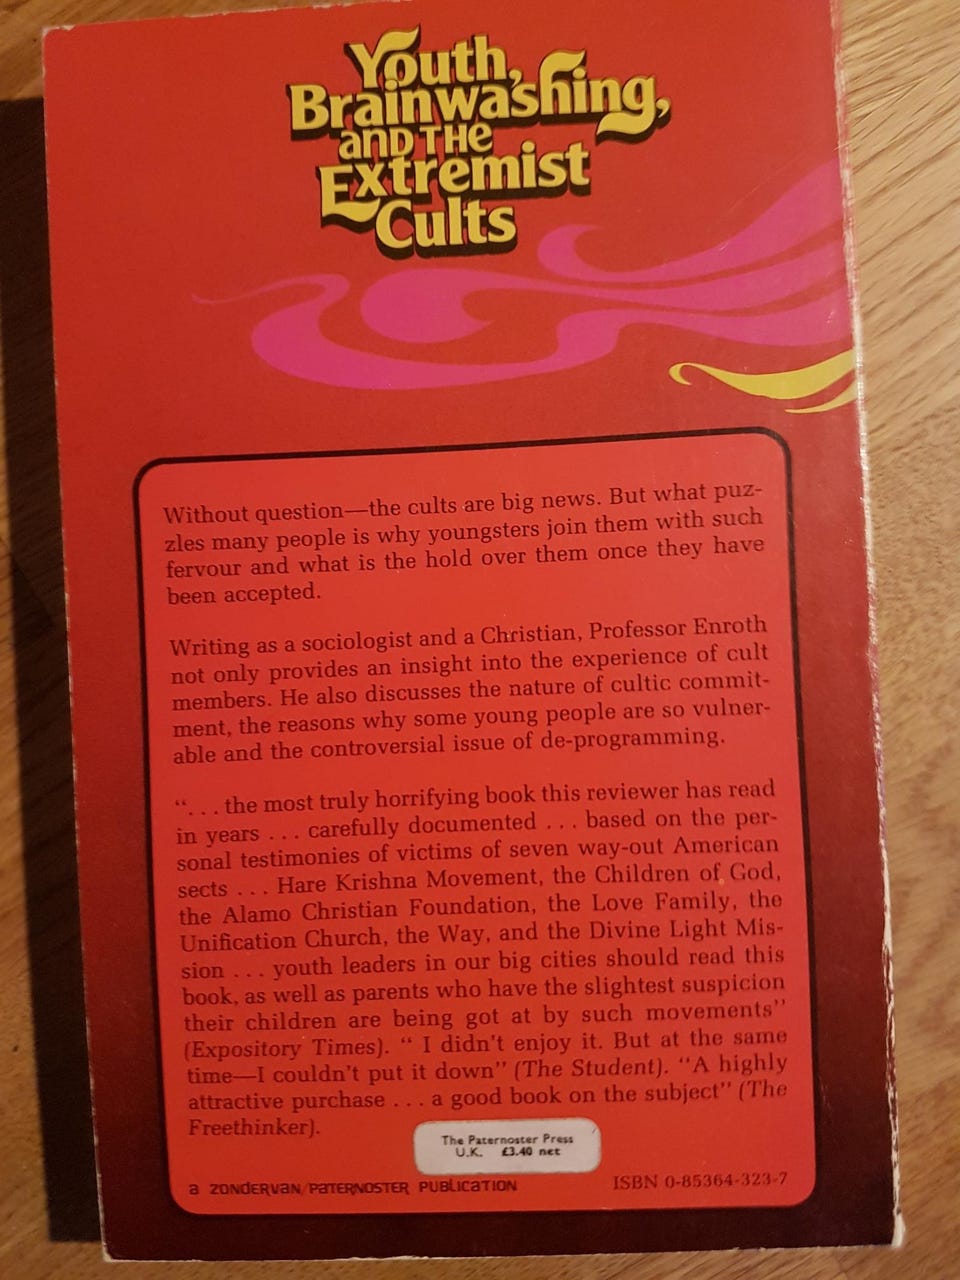 Youth,
Brainwashing,
and the
Extremist
Cults
Without question—the cults are big news. But what puz-
zles many people is why youngsters join them with such
fervour and what is the hold over them once they have
been accepted.
Writing as a sociologist and a Christian, Professor Enroth
not only provides an insight into the experience of cult
members. He also discusses the nature of cultic commit-
ment, the reasons why some young people are so vulner-
able and the controversial issue of de-programming.
“. . . the most truly horrifying book this reviewer has read
in years . . . carefully documented . . . based on the per-
sonal testimonies of victims of seven way-out American
sects . . . Hare Krishna Movement, the Children of God,
the Alamo Christian Foundation, the Love Family, the
Unification Church, the Way, and the Divine Light Mis-
sion . . . youth leaders in our big cities should read this
book, as well as parents who have the slightest suspicion
their children are being got at by such movements”
(Expository Times). “ I didn't enjoy it. But at the same
time—I couldn't put it down” (The Student). “A highly
attractive purchase . . . a good book on the subject” (The
Freethinker).
The Paternoster Press
U.K. £3.40 net
a ZONDERVAN/PATERNOSTER PUBLICATION
ISBN 0-85364-323-7